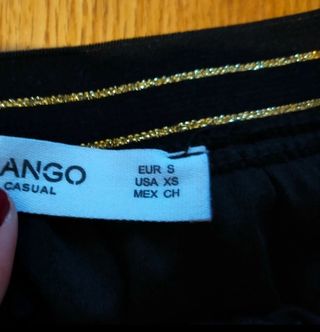 ANGO
CASUAL
EUR S
USA XS
MEX CH